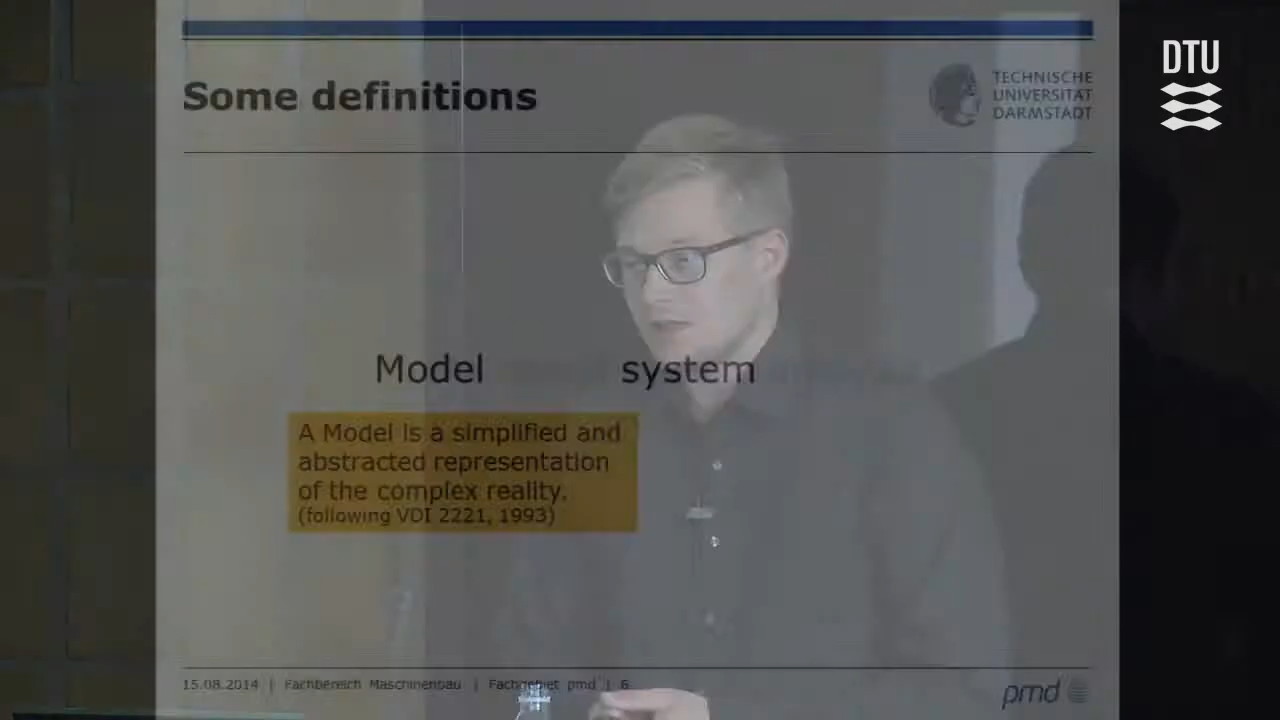 DTU
Some definitions
TECHNISCHE
UNIVERSITÄT
DARMSTADT
Model system
A Model is a simplified and
abstracted representation
of the complex reality.
(following VDI 2221, 1993)
15.08.2014 | Fachbereich Maschinenbau | Fachgebiet pmd | 6
pmd